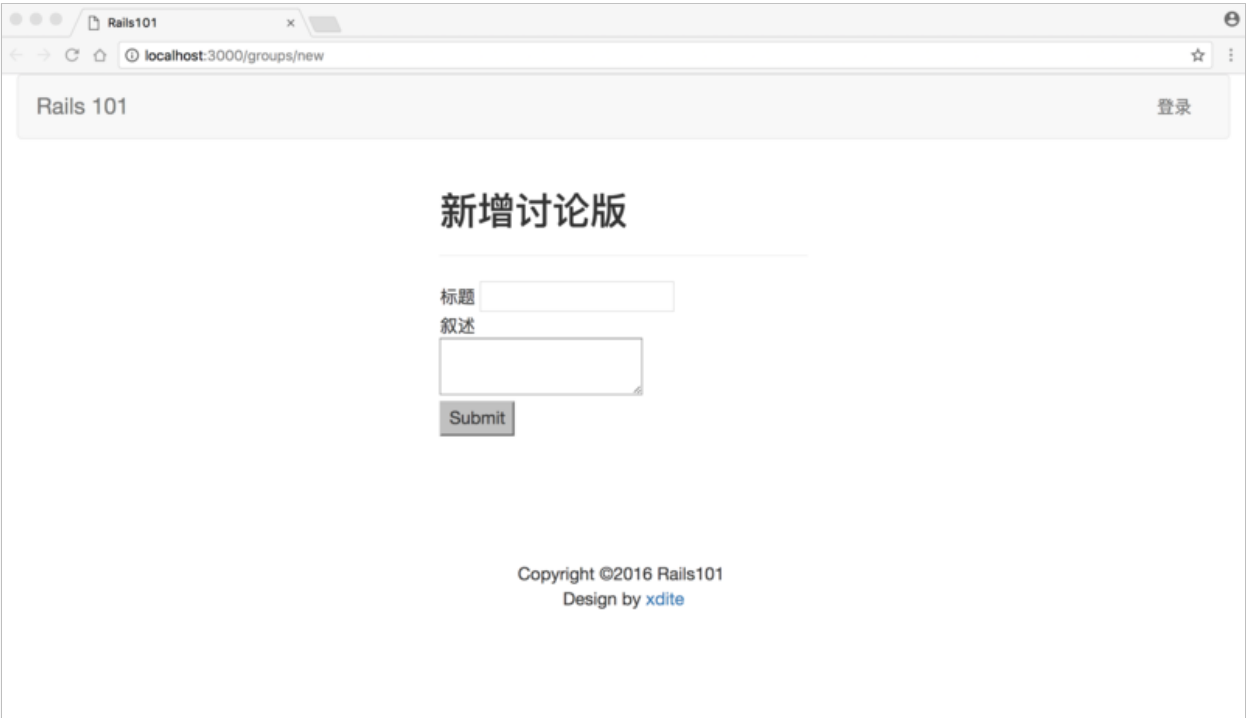 Rails101
localhost:3000/groups/new
Rails 101
登录
新增讨论版
标题
叙述
Submit
Copyright ©2016 Rails101
Design by xdite